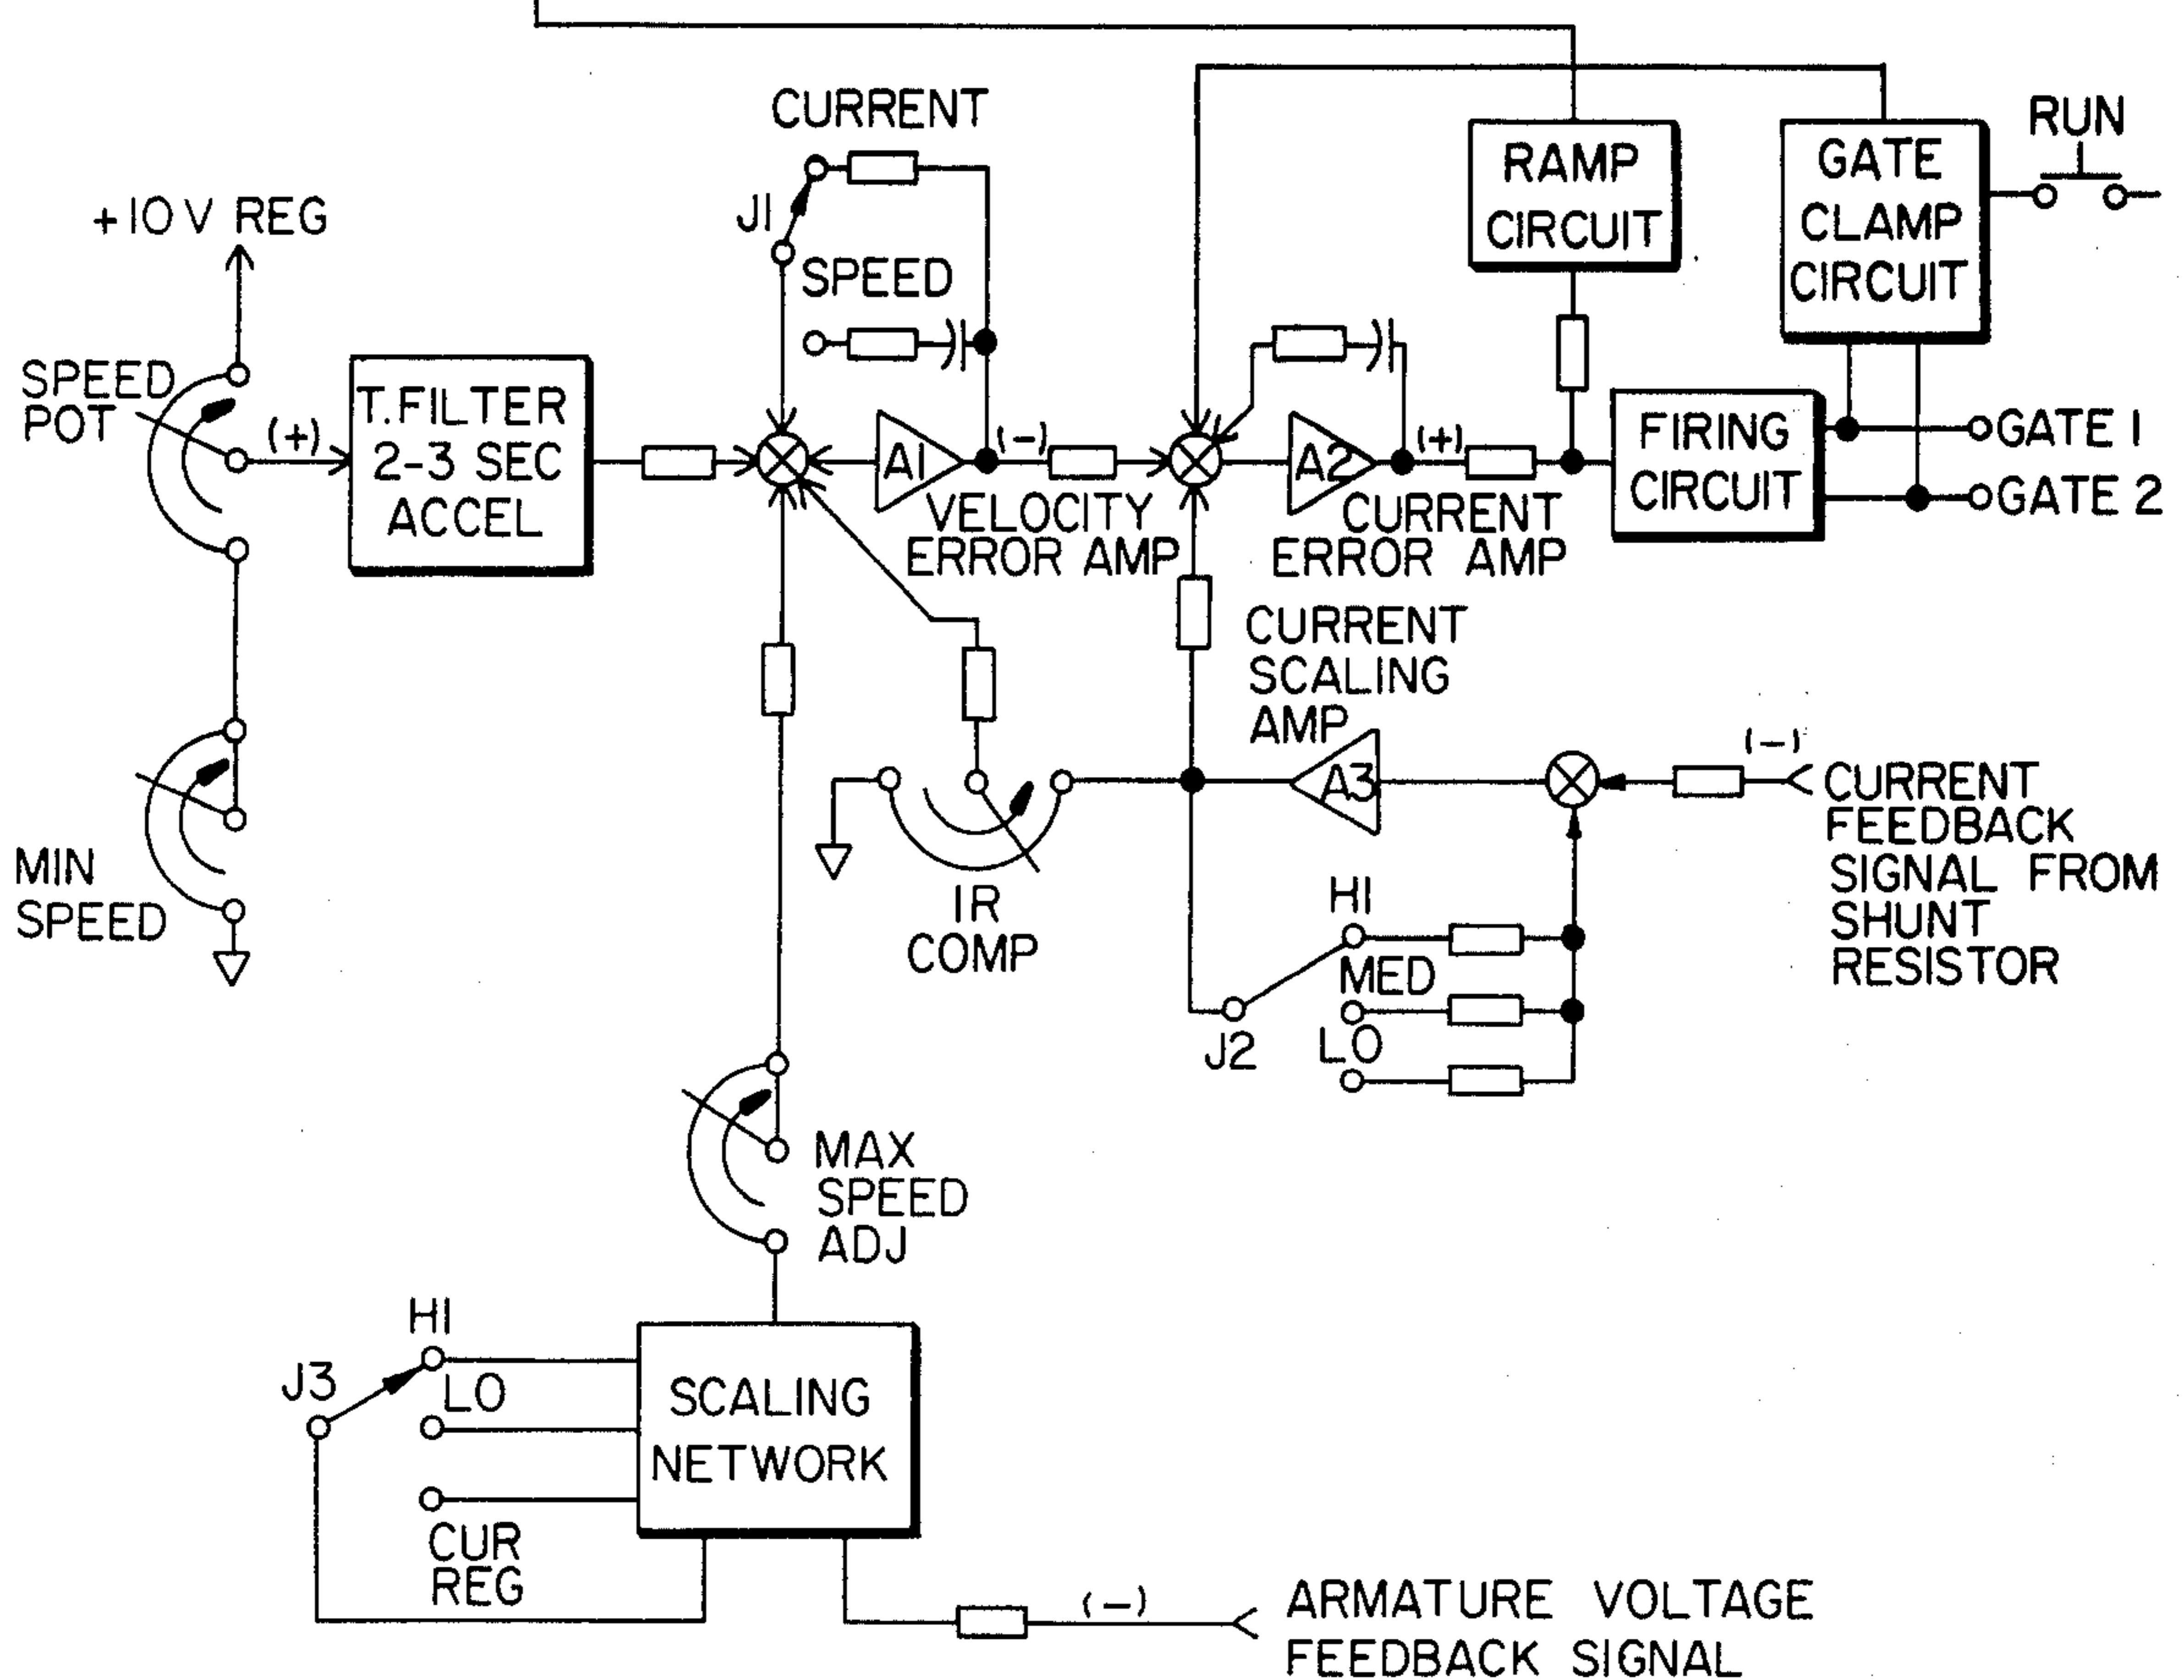 CURRENT
RUN
RAMP
CIRCUIT
GATE
CLAMP
CIRCUIT
+10 V REG
J1
SPEED
SPEED
POT
(+)
T. FILTER
2-3 SEC
ACCEL
A1
(-)
VELOCITY
ERROR AMP
A2
(+)
CURRENT
ERROR AMP
FIRING
CIRCUIT
GATE 1
GATE 2
CURRENT
SCALING
AMP
A3
(-)
CURRENT
FEEDBACK
SIGNAL FROM
SHUNT
RESISTOR
MIN
SPEED
IR
COMP
HI
MED
LO
J2
MAX
SPEED
ADJ
HI
J3
LO
CUR
REG
SCALING
NETWORK
(-)
ARMATURE VOLTAGE
FEEDBACK SIGNAL